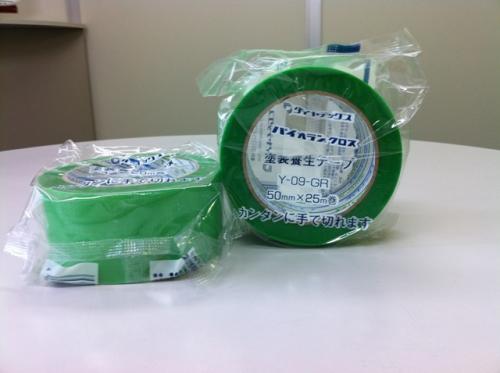 ダイヤテックス
パイオランクロス
塗装養生テープ
Y-09-GR
50mm×25m巻
カンタンに手で切れます